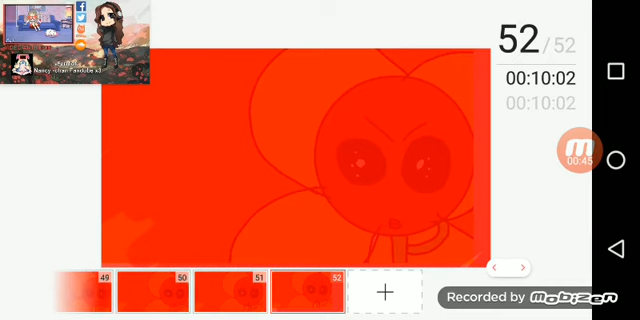 Nancy -chan Fandubs x3
52 / 52
00:10:02
00:10:02
00:45
49
50
51
52
Recorded by Mobizen